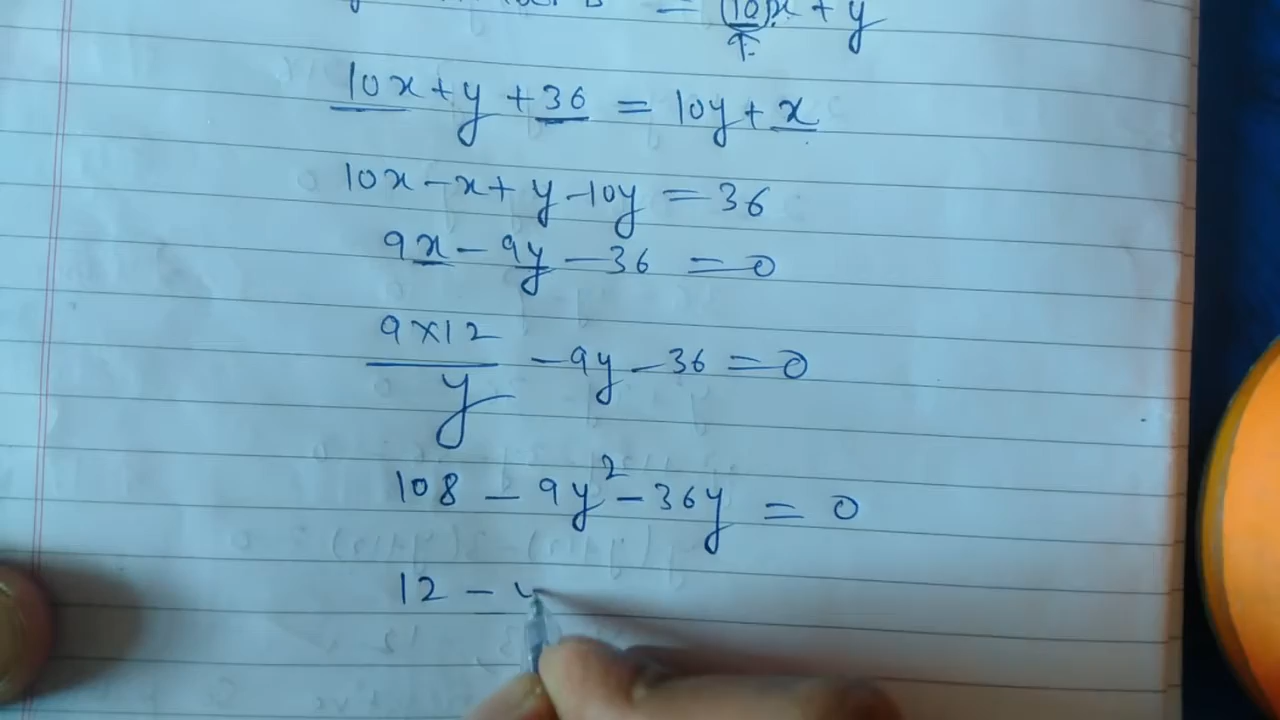 = (10)x + y
10x + y + 36 = 10y + x
10x - x + y - 10y = 36
9x - 9y - 36 = 0
9×12/y - 9y - 36 = 0
108 - 9y² - 36y = 0
12 -